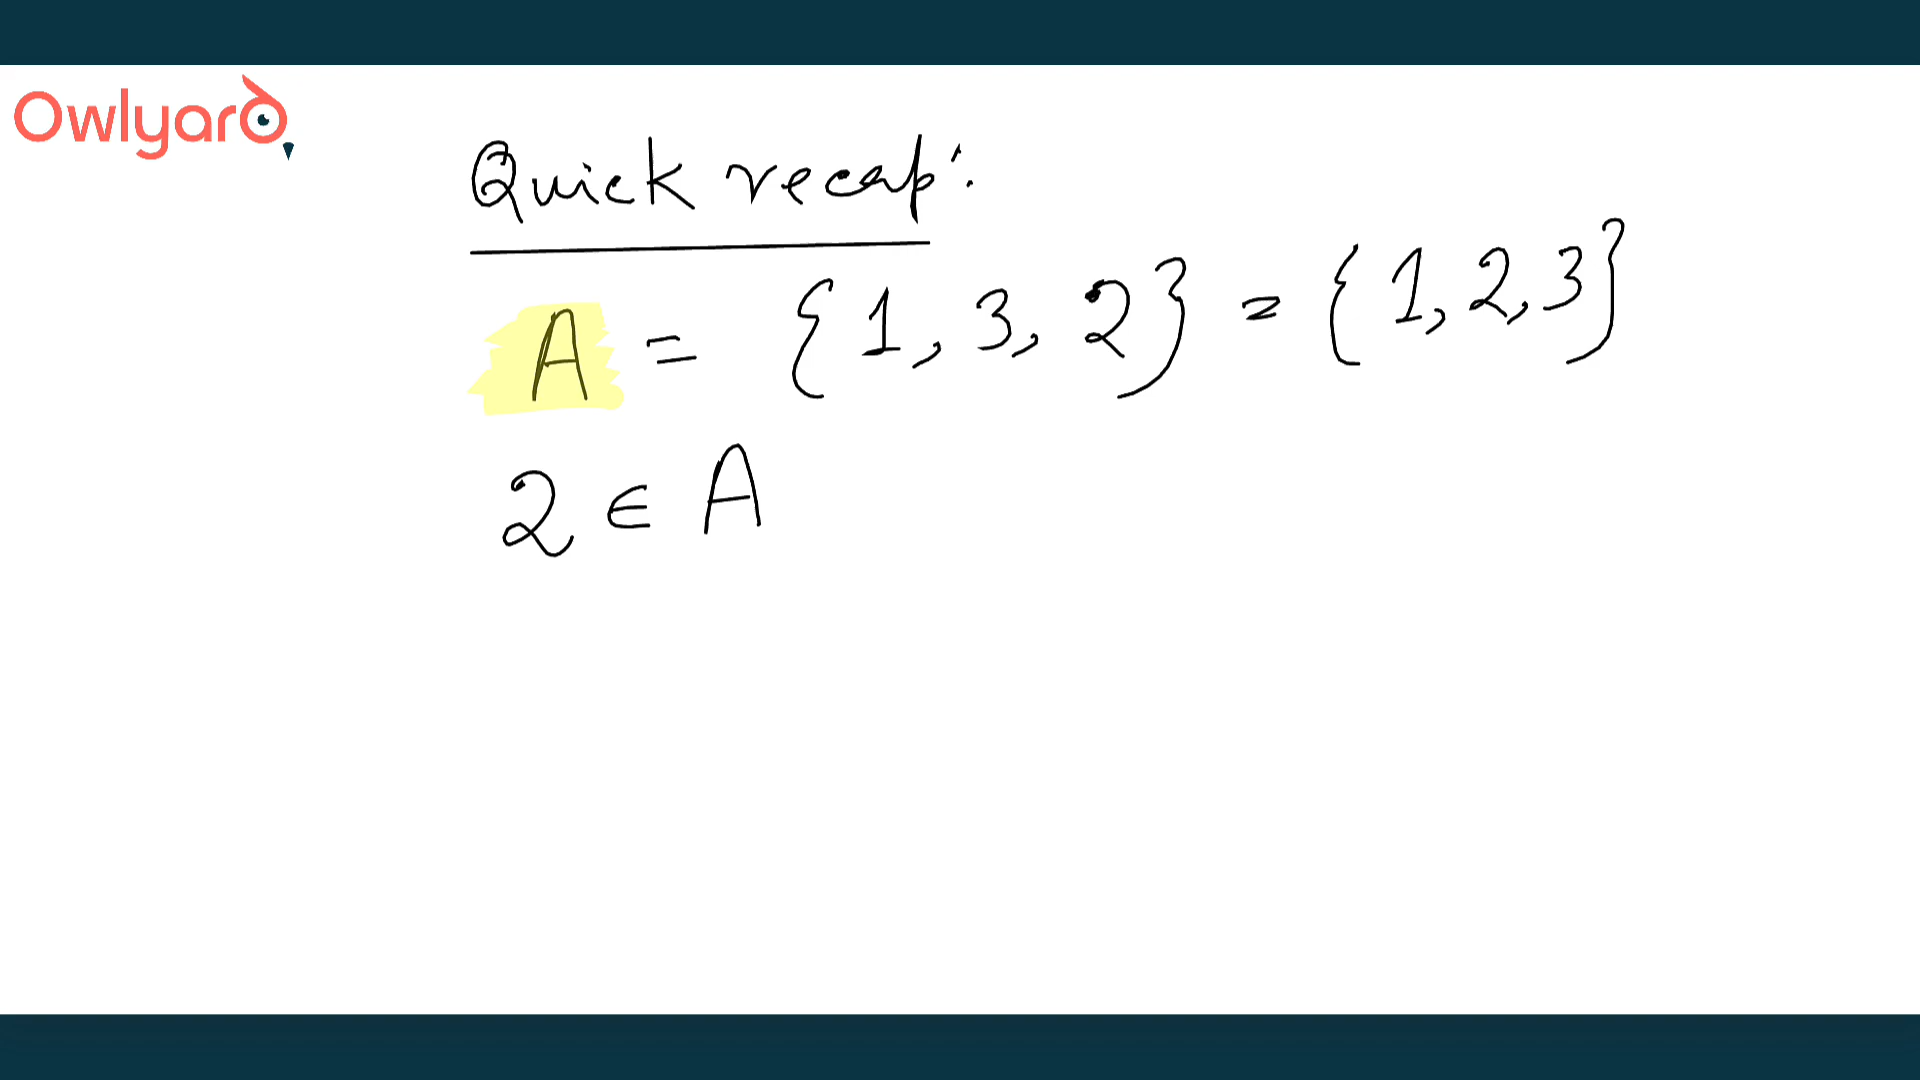 Owlyard
Quick recap:
A = {1, 3, 2} = {1, 2, 3}
2 ∈ A